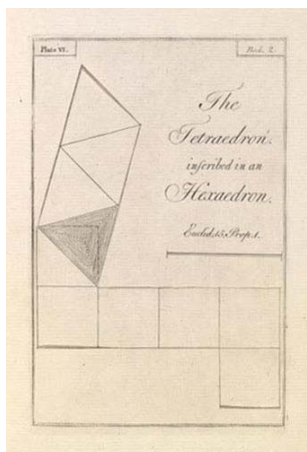 Plate VI.
Book. 2.
The
Tetraedron.
inſcribed in an
Hexaedron.
Euclid. 15. Prop. 1.